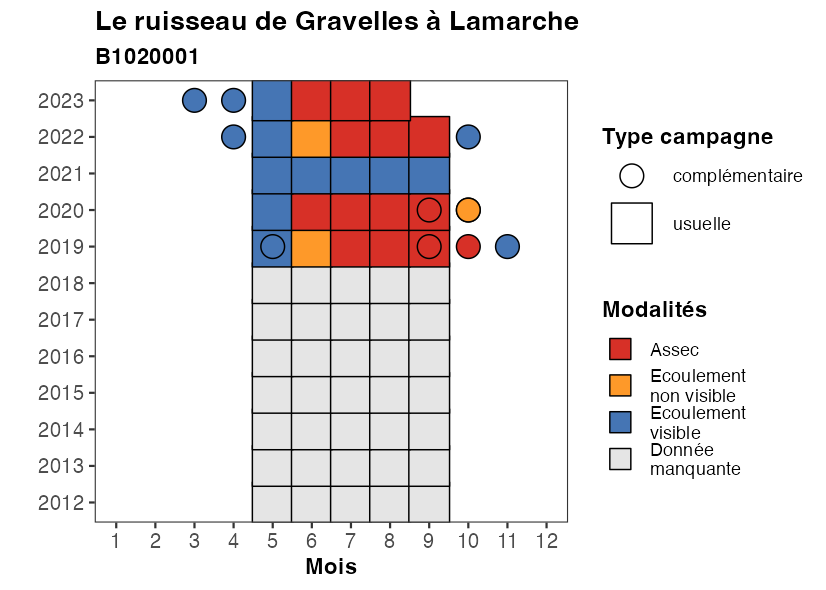 Le ruisseau de Gravelles à Lamarche
B1020001
2023
2022
2021
2020
2019
2018
2017
2016
2015
2014
2013
2012
1 2 3 4 5 6 7 8 9 10 11 12
Mois
Type campagne
complémentaire
usuelle
Modalités
Assec
Ecoulement
non visible
Ecoulement
visible
Donnée
manquante